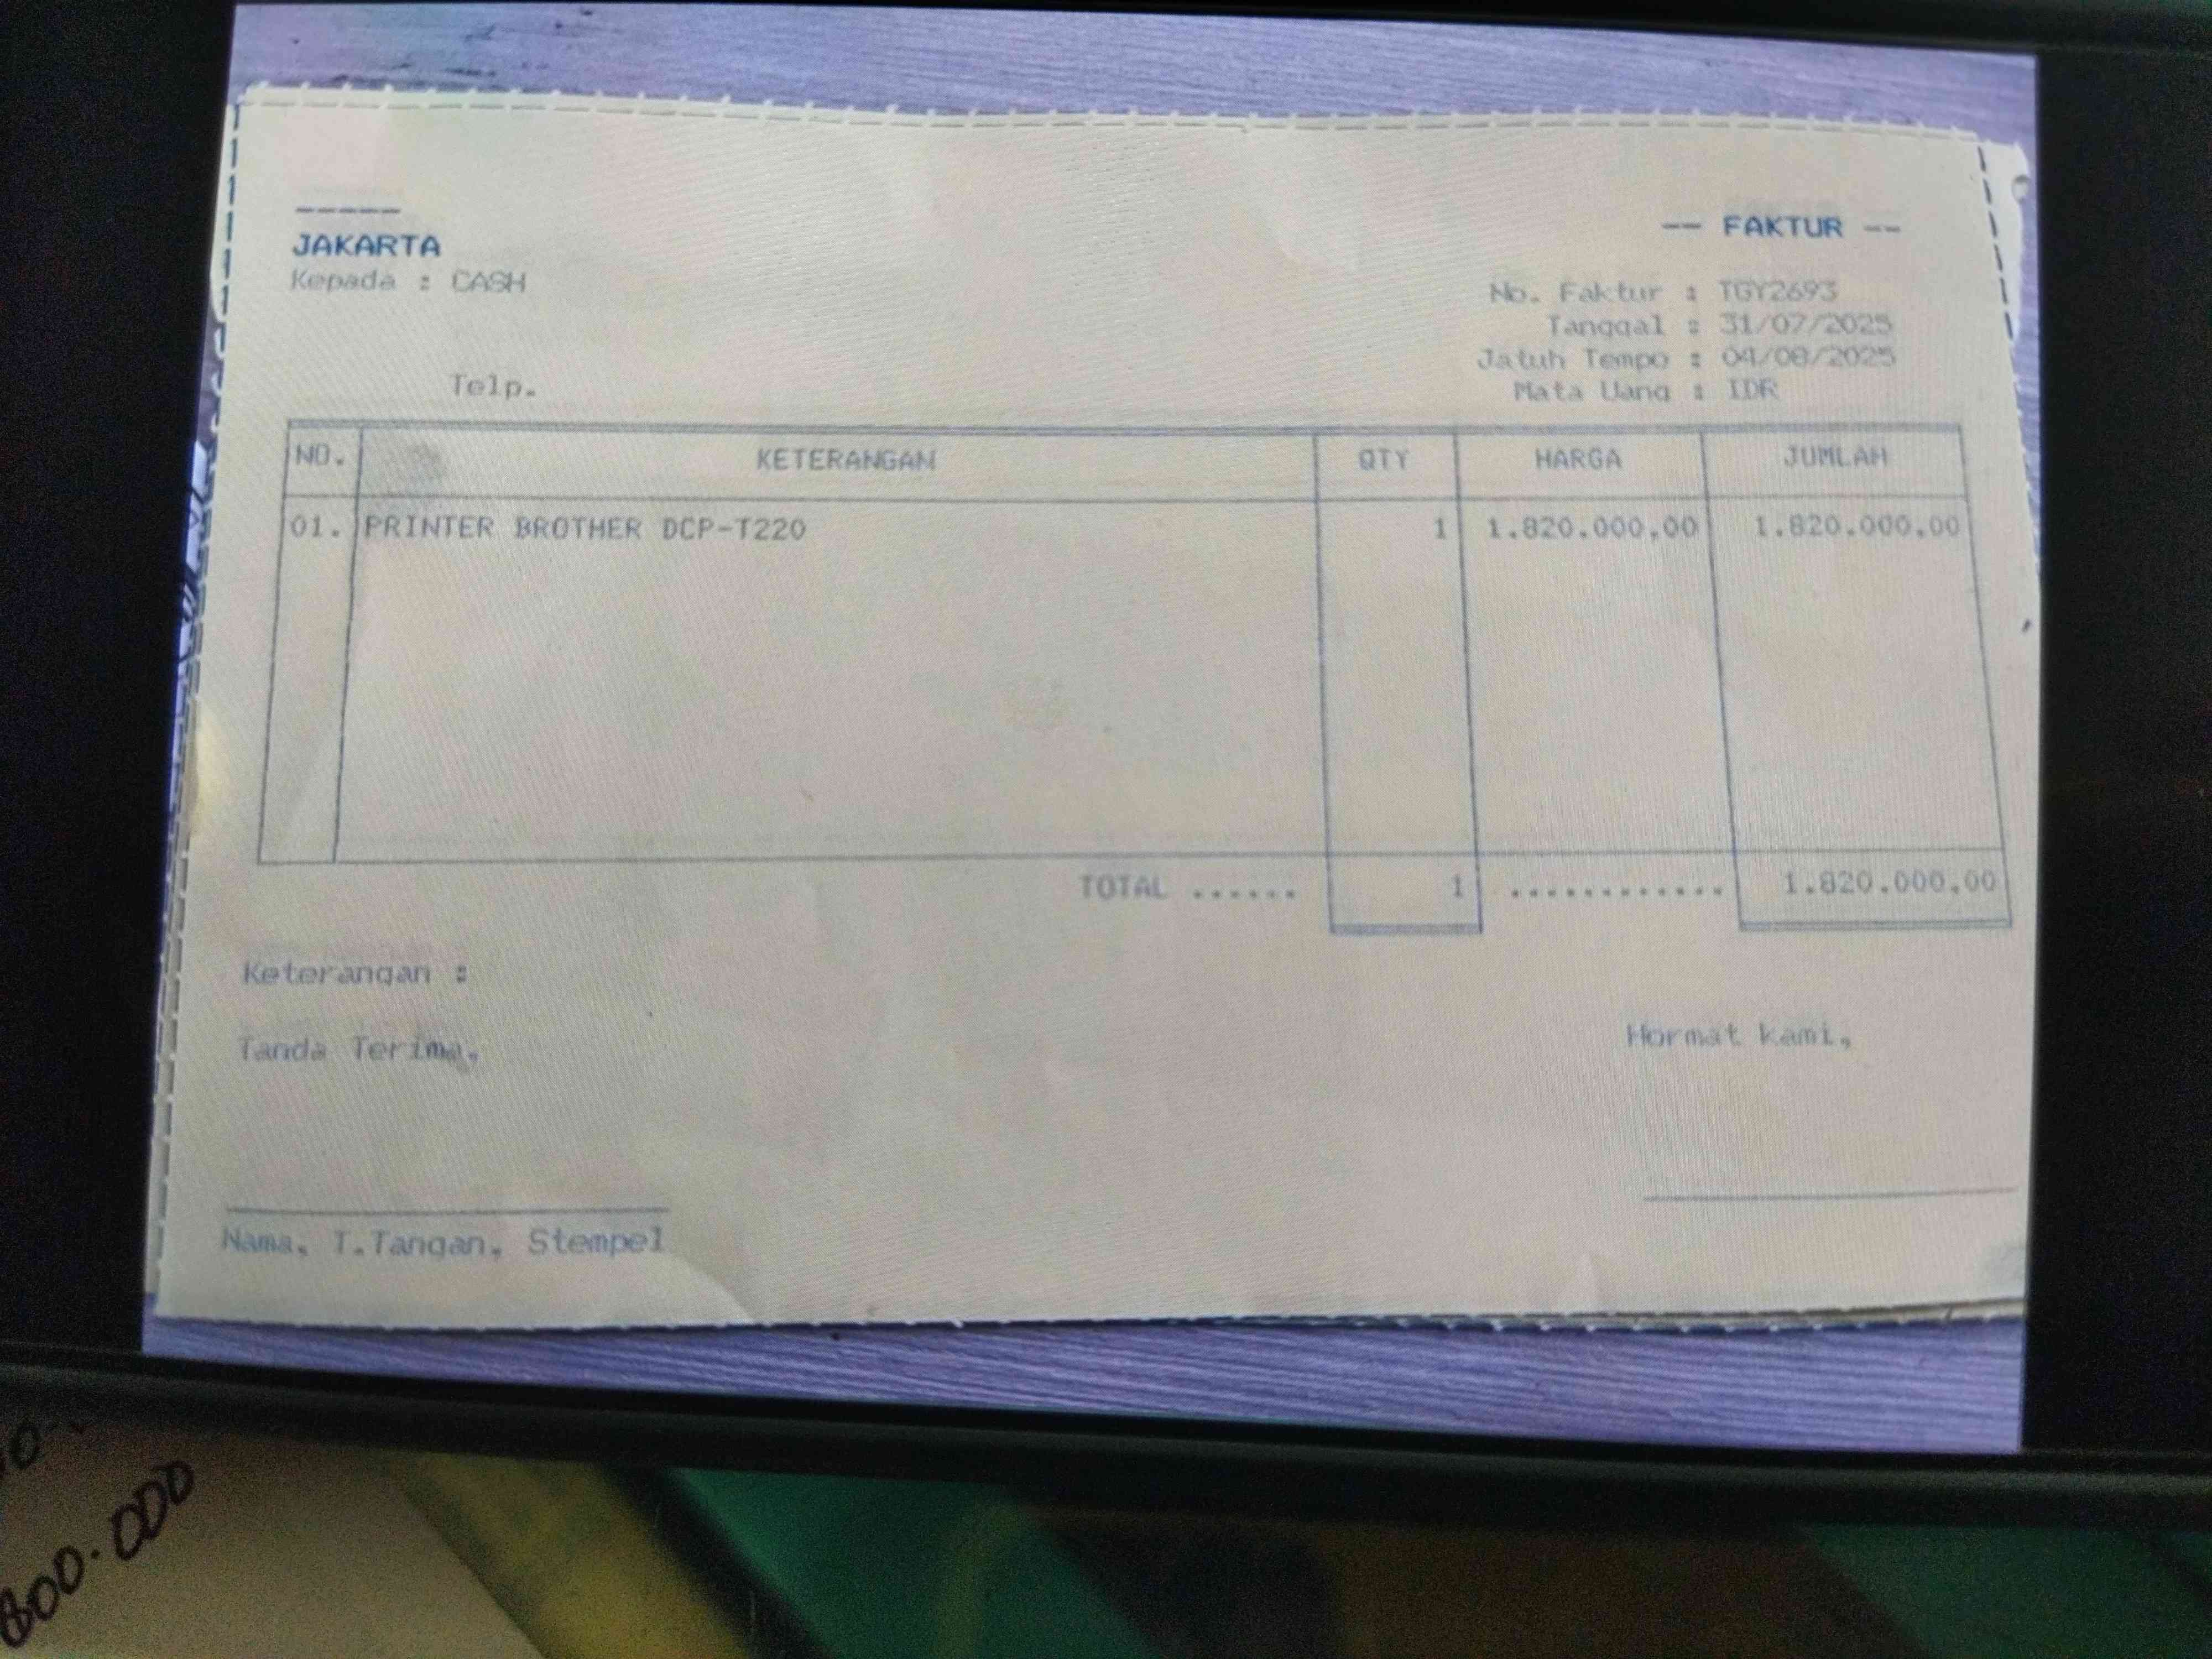 -----
JAKARTA
Kepada : CASH
Telp.
-- FAKTUR --
No. Faktur : TGY2693
Tanggal : 31/07/2025
Jatuh Tempo : 04/08/2025
Mata Uang : IDR
NO. KETERANGAN QTY HARGA JUMLAH
01. PRINTER BROTHER DCP-T220 1 1.820.000,00 1.820.000,00
TOTAL ...... 1 ............ 1.820.000,00
Keterangan :
Tanda Terima,
Hormat kami,
Nama, T.Tangan, Stempel
800.000